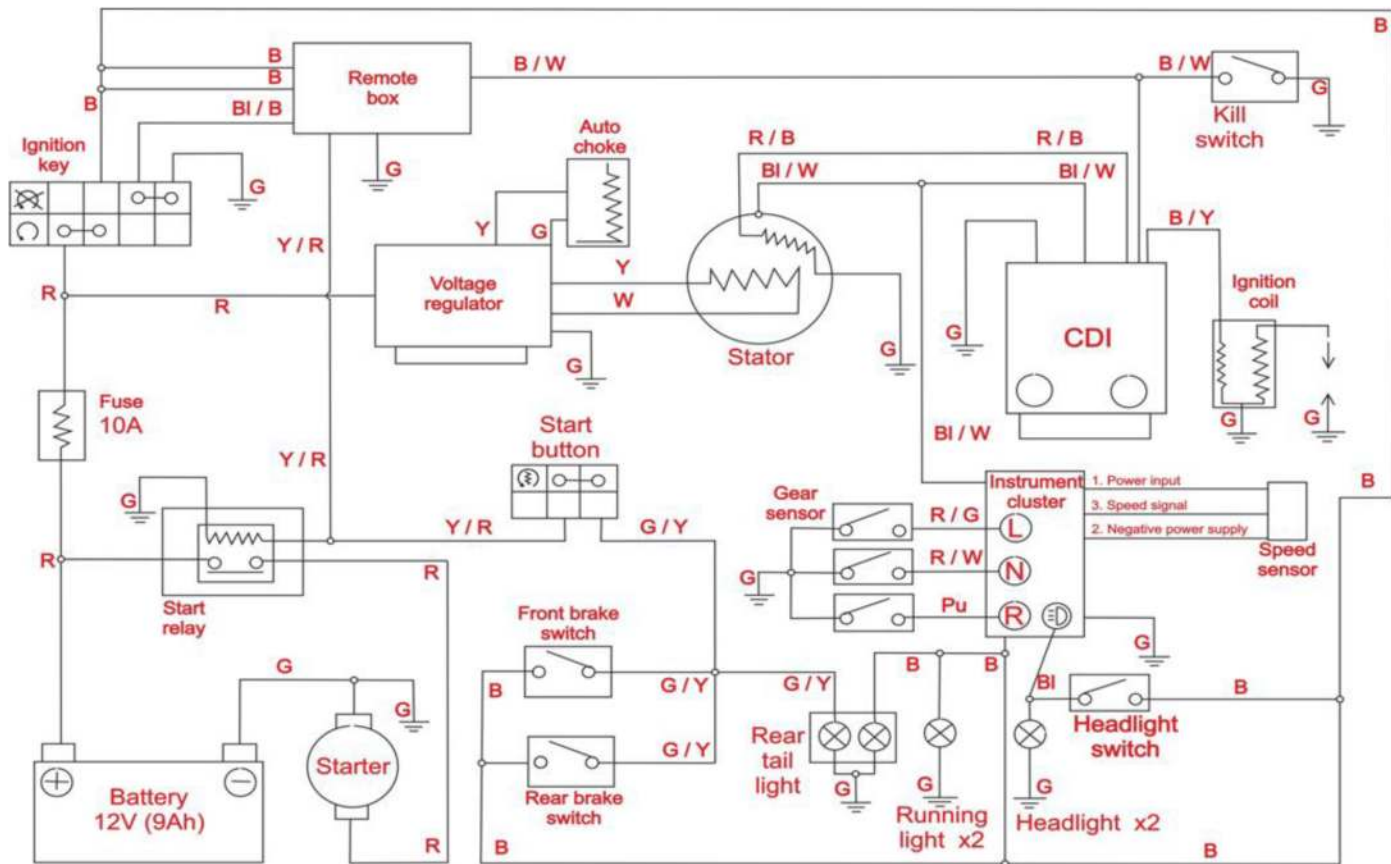 B
B
B
B
Bl / B
Remote
box
B / W
B / W
G
Kill
switch
Ignition
key
G
G
Auto
choke
R / B
R / B
Bl / W
Bl / W
Y
G
Y / R
B / Y
R
R
Voltage
regulator
Y
W
G
Stator
G
G
CDI
Ignition
coil
G
G
Fuse
10A
Y / R
Start
button
Bl / W
B
G
Y / R
G / Y
Gear
sensor
R / G
L
Instrument
cluster
1. Power input
3. Speed signal
2. Negative power supply
Speed
sensor
R
R
Start
relay
G
R / W
N
Pu
R
G
Front brake
switch
B
G / Y
G / Y
B
B
Bl
B
G
G
Starter
G / Y
Rear brake
switch
Rear
tail
light
G
G
Running
light x2
G
Headlight x2
Headlight
switch
+
−
Battery
12V (9Ah)
R
B
B